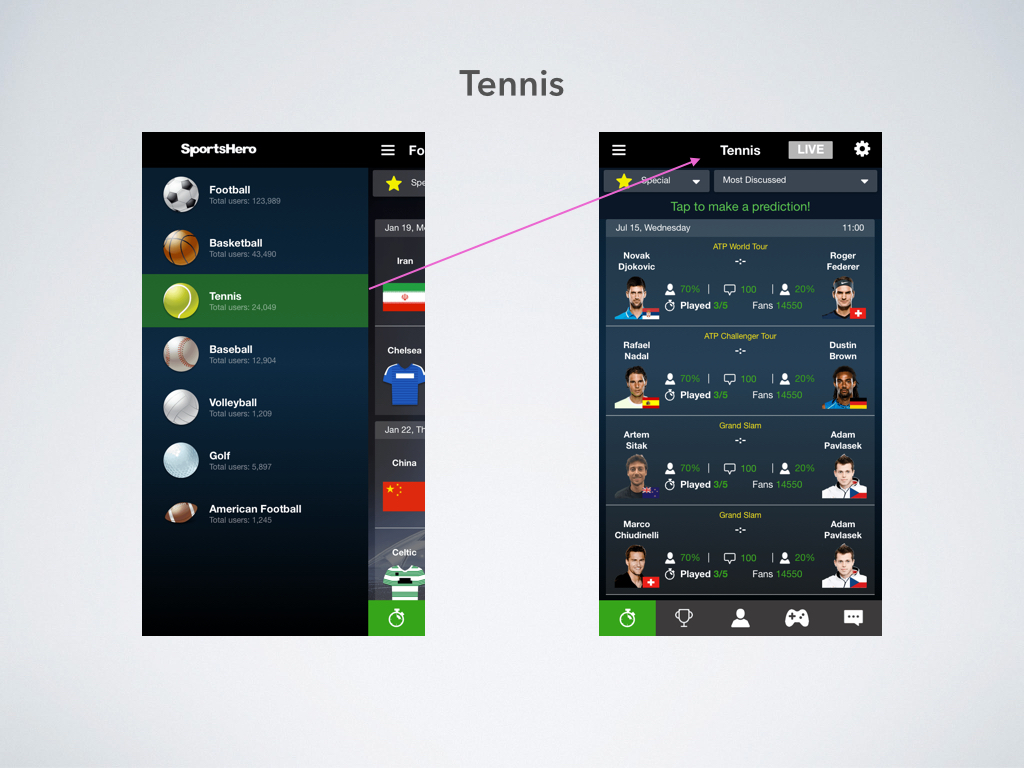 Tennis
SportsHero
Football
Total users: 123,989
Basketball
Total users: 43,490
Tennis
Total users: 24,049
Baseball
Total users: 12,904
Volleyball
Total users: 1,209
Golf
Total users: 5,897
American Football
Total users: 1,245
Fo
Spe
Jan 19, M
Iran
Chelsea
Jan 22, Th
China
Celtic
Tennis LIVE
Special Most Discussed
Tap to make a prediction!
Jul 15, Wednesday 11:00
ATP World Tour
Novak -:- Roger
Djokovic Federer
70% | 100 | 20%
Played 3/5 Fans 14550
ATP Challenger Tour
Rafael -:- Dustin
Nadal Brown
70% | 100 | 20%
Played 3/5 Fans 14550
Grand Slam
Artem -:- Adam
Sitak Pavlasek
70% | 100 | 20%
Played 3/5 Fans 14550
Grand Slam
Marco -:- Adam
Chiudinelli Pavlasek
70% | 100 | 20%
Played 3/5 Fans 14550